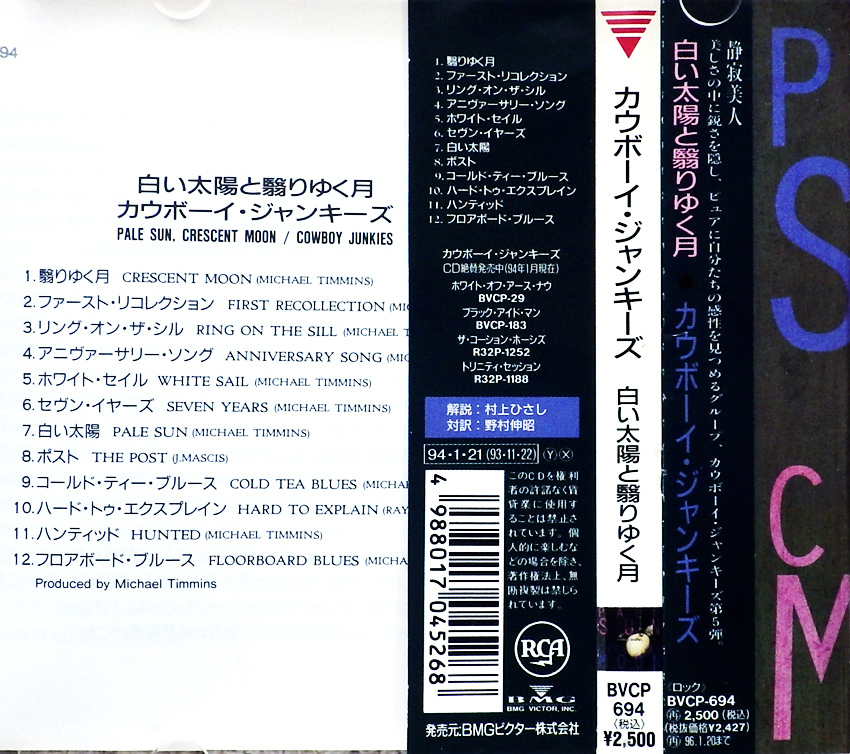 94
白い太陽と翳りゆく月
カウボーイ・ジャンキーズ
PALE SUN, CRESCENT MOON / COWBOY JUNKIES
1. 翳りゆく月 CRESCENT MOON (MICHAEL TIMMINS)
2. ファースト・リコレクション FIRST RECOLLECTION
3. リング・オン・ザ・シル RING ON THE SILL (MICHAEL T
4. アニヴァーサリー・ソング ANNIVERSARY SONG
5. ホワイト・セイル WHITE SAIL (MICHAEL TIMMINS)
6. セヴン・イヤーズ SEVEN YEARS (MICHAEL TIMMINS)
7. 白い太陽 PALE SUN (MICHAEL TIMMINS)
8. ポスト THE POST (J.MASCIS)
9. コールド・ティー・ブルース COLD TEA BLUES
10. ハード・トゥ・エクスプレイン HARD TO EXPLAIN (RAY
11. ハンティッド HUNTED (MICHAEL TIMMINS)
12. フロアボード・ブルース FLOORBOARD BLUES (MICHA
Produced by Michael Timmins
1. 翳りゆく月
2. ファースト・リコレクション
3. リング・オン・ザ・シル
4. アニヴァーサリー・ソング
5. ホワイト・セイル
6. セヴン・イヤーズ
7. 白い太陽
8. ポスト
9. コールド・ティー・ブルース
10. ハード・トゥ・エクスプレイン
11. ハンティッド
12. フロアボード・ブルース
カウボーイ・ジャンキーズ
CD絶賛発売中(94年1月現在)
ホワイト・オフ・アース・ナウ
BVCP-29
ブラック・アイド・マン
BVCP-183
ザ・コーション・ホーシズ
R32P-1252
トリニティ・セッション
R32P-1188
解説：村上ひさし
対訳：野村伸昭
94・1・21 (93・11・22) Ⓨ Ⓧ
このCDを権利
者の許諾なく賃
貸業に使用す
ることは禁止さ
れています。個
人的に楽しむな
どの場合を除き、
著作権法上、無
断複製は禁じら
れています。
4 988017 045268
RCA
BMG
BMG VICTOR, INC.
発売元:BMGビクター株式会社
カウボーイ・ジャンキーズ 白い太陽と翳りゆく月
BVCP
694
〈税込〉
¥2,500
静寂美人
美しさの中に鋭さを隠し、ピュアに自分たちの感性を見つめるグループ、カウボーイ・ジャンキーズ第5弾。
白い太陽と翳りゆく月 ● カウボーイ・ジャンキーズ
〈ロック〉
BVCP-694
㊢ 2,500 (税込)
(税抜価格¥2,427)
㊢ 96.1.20まで
PS
CM